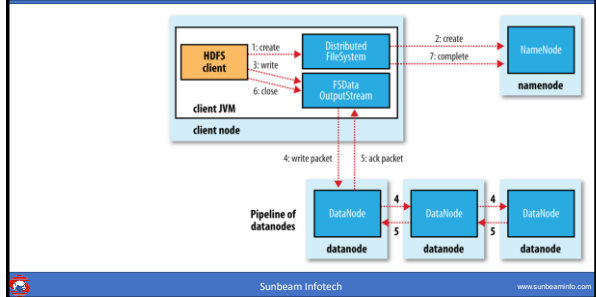 HDFS
client
1: create
3: write
6: close
Distributed
FileSystem
FSData
OutputStream
2: create
7: complete
NameNode
namenode
client JVM
client node
4: write packet
5: ack packet
Pipeline of
datanodes
DataNode
4
5
DataNode
4
5
DataNode
datanode
datanode
datanode
Sunbeam Infotech
www.sunbeaminfo.com